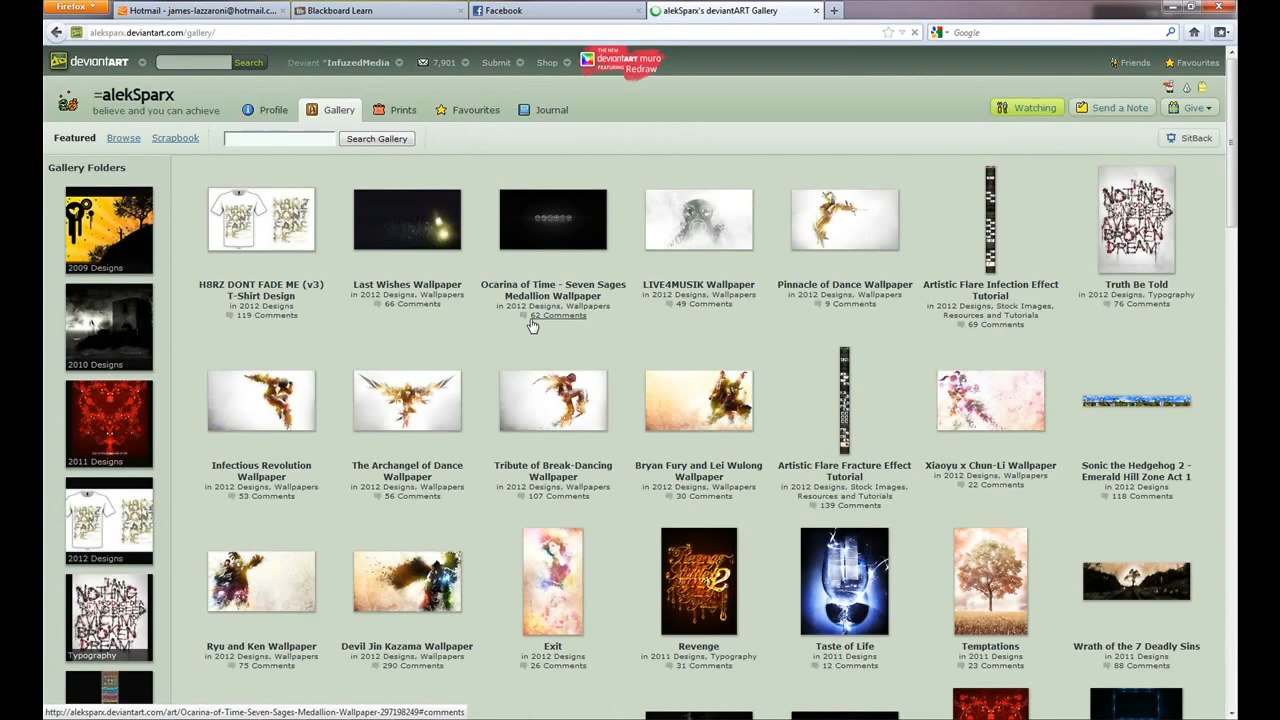 Firefox
Hotmail - james-lazzaroni@hotmail.c...
Blackboard Learn
Facebook
alekSparx's deviantART Gallery
aleksparx.deviantart.com/gallery/
Google
deviantART
Search
Deviant *InfuzedMedia
7,901
Submit
Shop
THE NEW
deviantART muro
FEATURING Redraw
Friends
Favourites
=alekSparx
believe and you can achieve
Profile
Gallery
Prints
Favourites
Journal
Watching
Send a Note
Give
Featured
Browse
Scrapbook
Search Gallery
SitBack
Gallery Folders
2009 Designs
2010 Designs
2011 Designs
2012 Designs
Typography
H8RZ DONT FADE ME (v3)
T-Shirt Design
in 2012 Designs
119 Comments
Last Wishes Wallpaper
in 2012 Designs, Wallpapers
66 Comments
Ocarina of Time - Seven Sages
Medallion Wallpaper
in 2012 Designs, Wallpapers
62 Comments
LIVE4MUSIK Wallpaper
in 2012 Designs, Wallpapers
49 Comments
Pinnacle of Dance Wallpaper
in 2012 Designs, Wallpapers
9 Comments
Artistic Flare Infection Effect
Tutorial
in 2012 Designs, Stock Images,
Resources and Tutorials
69 Comments
Truth Be Told
in 2012 Designs, Typography
76 Comments
Infectious Revolution
Wallpaper
in 2012 Designs, Wallpapers
53 Comments
The Archangel of Dance
Wallpaper
in 2012 Designs, Wallpapers
56 Comments
Tribute of Break-Dancing
Wallpaper
in 2012 Designs, Wallpapers
107 Comments
Bryan Fury and Lei Wulong
Wallpaper
in 2012 Designs, Wallpapers
30 Comments
Artistic Flare Fracture Effect
Tutorial
in 2012 Designs, Stock Images,
Resources and Tutorials
139 Comments
Xiaoyu x Chun-Li Wallpaper
in 2012 Designs, Wallpapers
22 Comments
Sonic the Hedgehog 2 -
Emerald Hill Zone Act 1
in 2012 Designs
118 Comments
Ryu and Ken Wallpaper
in 2012 Designs, Wallpapers
75 Comments
Devil Jin Kazama Wallpaper
in 2012 Designs, Wallpapers
290 Comments
Exit
in 2012 Designs
26 Comments
Revenge
in 2011 Designs, Typography
31 Comments
Taste of Life
in 2011 Designs
12 Comments
Temptations
in 2011 Designs
23 Comments
Wrath of the 7 Deadly Sins
in 2011 Designs
88 Comments
http://aleksparx.deviantart.com/art/Ocarina-of-Time-Seven-Sages-Medallion-Wallpaper-297198249#comments